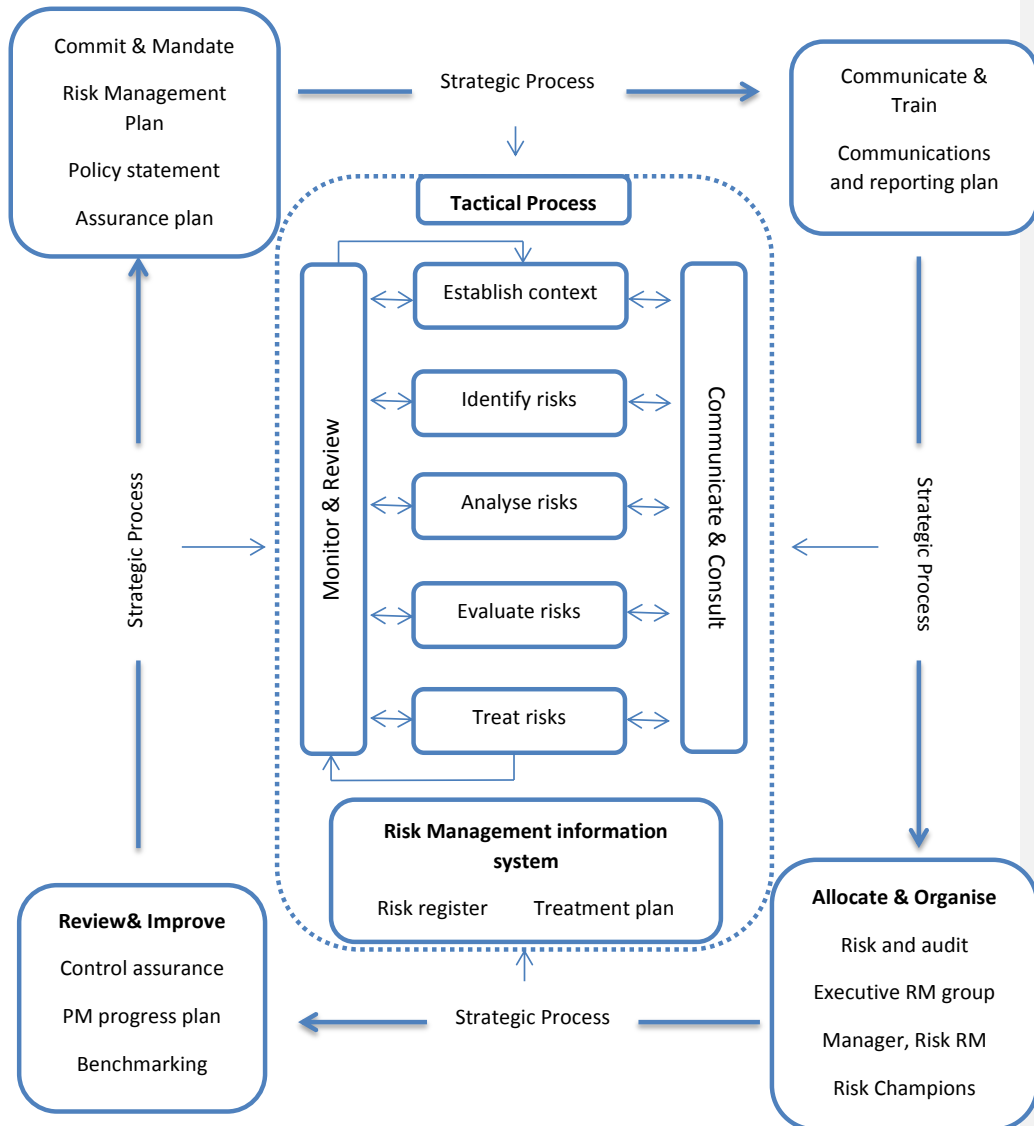 Commit & Mandate
Risk Management
Plan
Policy statement
Assurance plan
Strategic Process
Communicate &
Train
Communications
and reporting plan
Tactical Process
Establish context
Identify risks
Analyse risks
Evaluate risks
Treat risks
Monitor & Review
Communicate & Consult
Strategic Process
Strategic Process
Risk Management information
system
Risk register Treatment plan
Review& Improve
Control assurance
PM progress plan
Benchmarking
Strategic Process
Allocate & Organise
Risk and audit
Executive RM group
Manager, Risk RM
Risk Champions